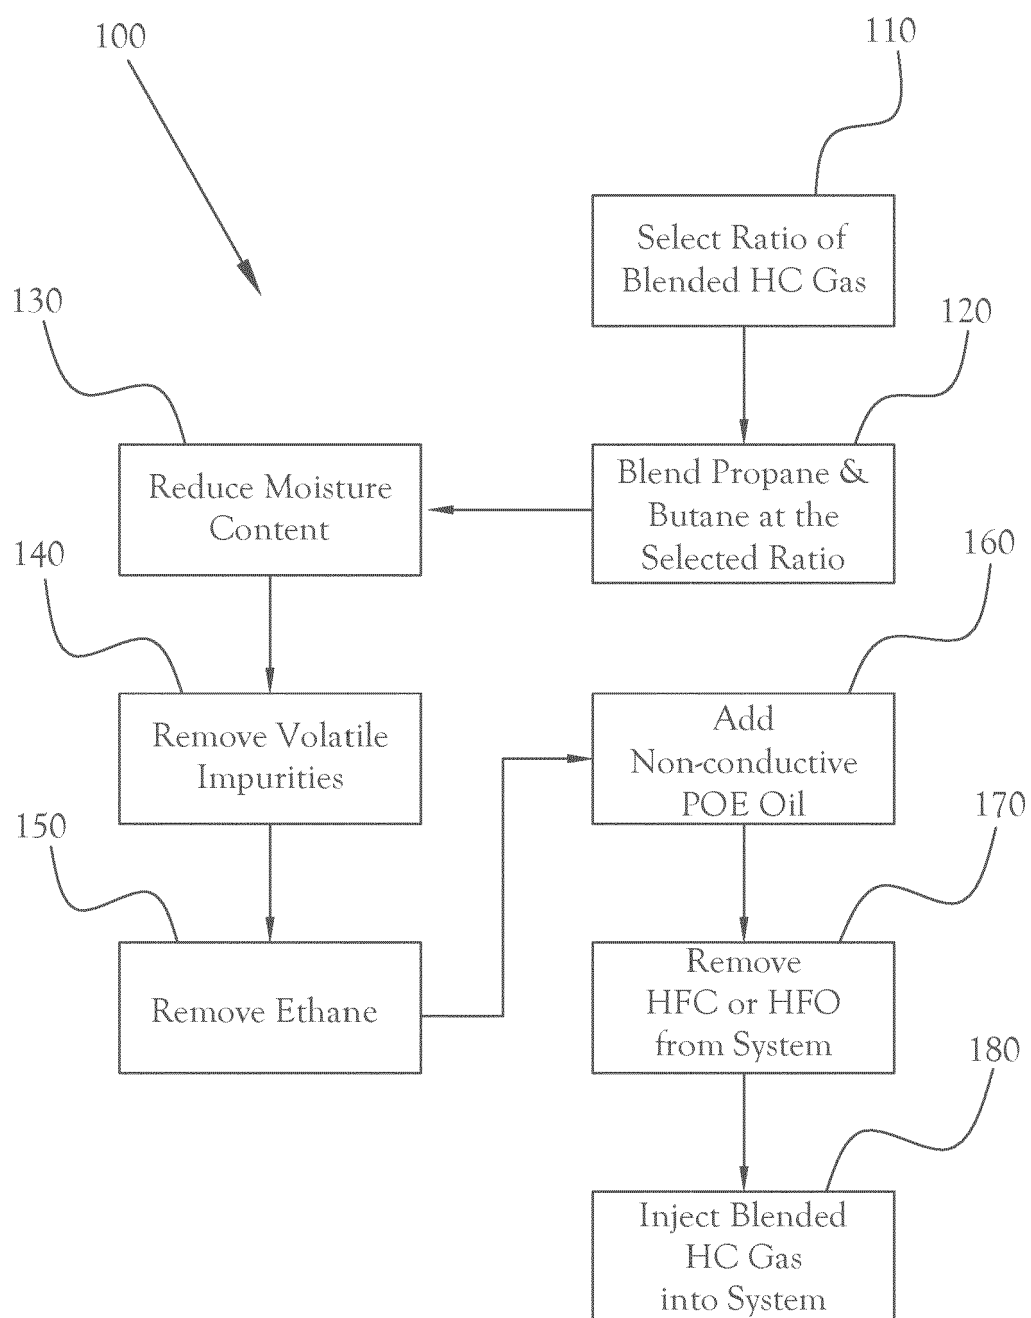 100
110
Select Ratio of
Blended HC Gas
120
Blend Propane &
Butane at the
Selected Ratio
130
Reduce Moisture
Content
140
Remove Volatile
Impurities
150
Remove Ethane
160
Add
Non-conductive
POE Oil
170
Remove
HFC or HFO
from System
180
Inject Blended
HC Gas
into System